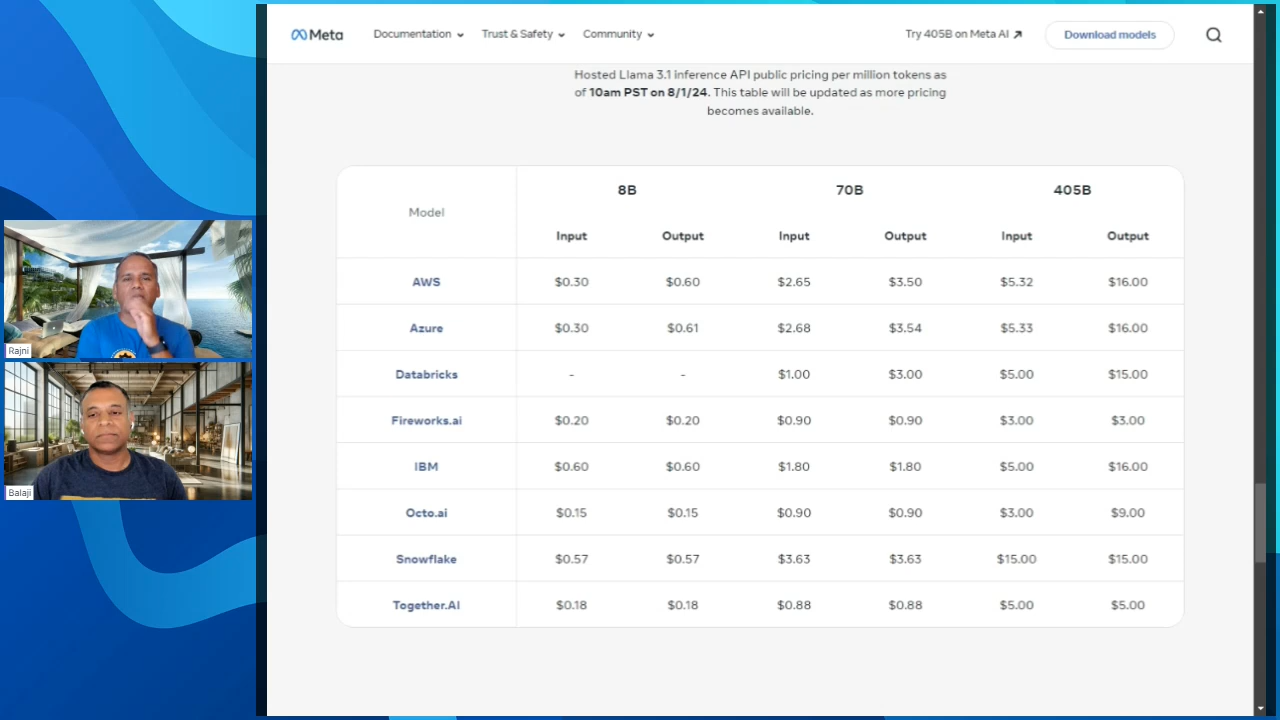 Meta
Documentation
Trust & Safety
Community
Try 405B on Meta AI
Download models
Hosted Llama 3.1 inference API public pricing per million tokens as
of 10am PST on 8/1/24. This table will be updated as more pricing
becomes available.
Model 8B 70B 405B
Input Output Input Output Input Output
AWS $0.30 $0.60 $2.65 $3.50 $5.32 $16.00
Azure $0.30 $0.61 $2.68 $3.54 $5.33 $16.00
Databricks - - $1.00 $3.00 $5.00 $15.00
Fireworks.ai $0.20 $0.20 $0.90 $0.90 $3.00 $3.00
IBM $0.60 $0.60 $1.80 $1.80 $5.00 $16.00
Octo.ai $0.15 $0.15 $0.90 $0.90 $3.00 $9.00
Snowflake $0.57 $0.57 $3.63 $3.63 $15.00 $15.00
Together.AI $0.18 $0.18 $0.88 $0.88 $5.00 $5.00
Rajni
Balaji